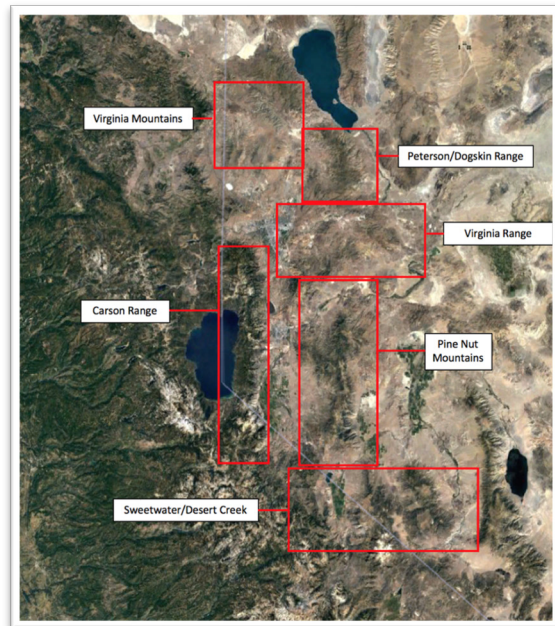 Virginia Mountains
Peterson/Dogskin Range
Virginia Range
Carson Range
Pine Nut
Mountains
Sweetwater/Desert Creek